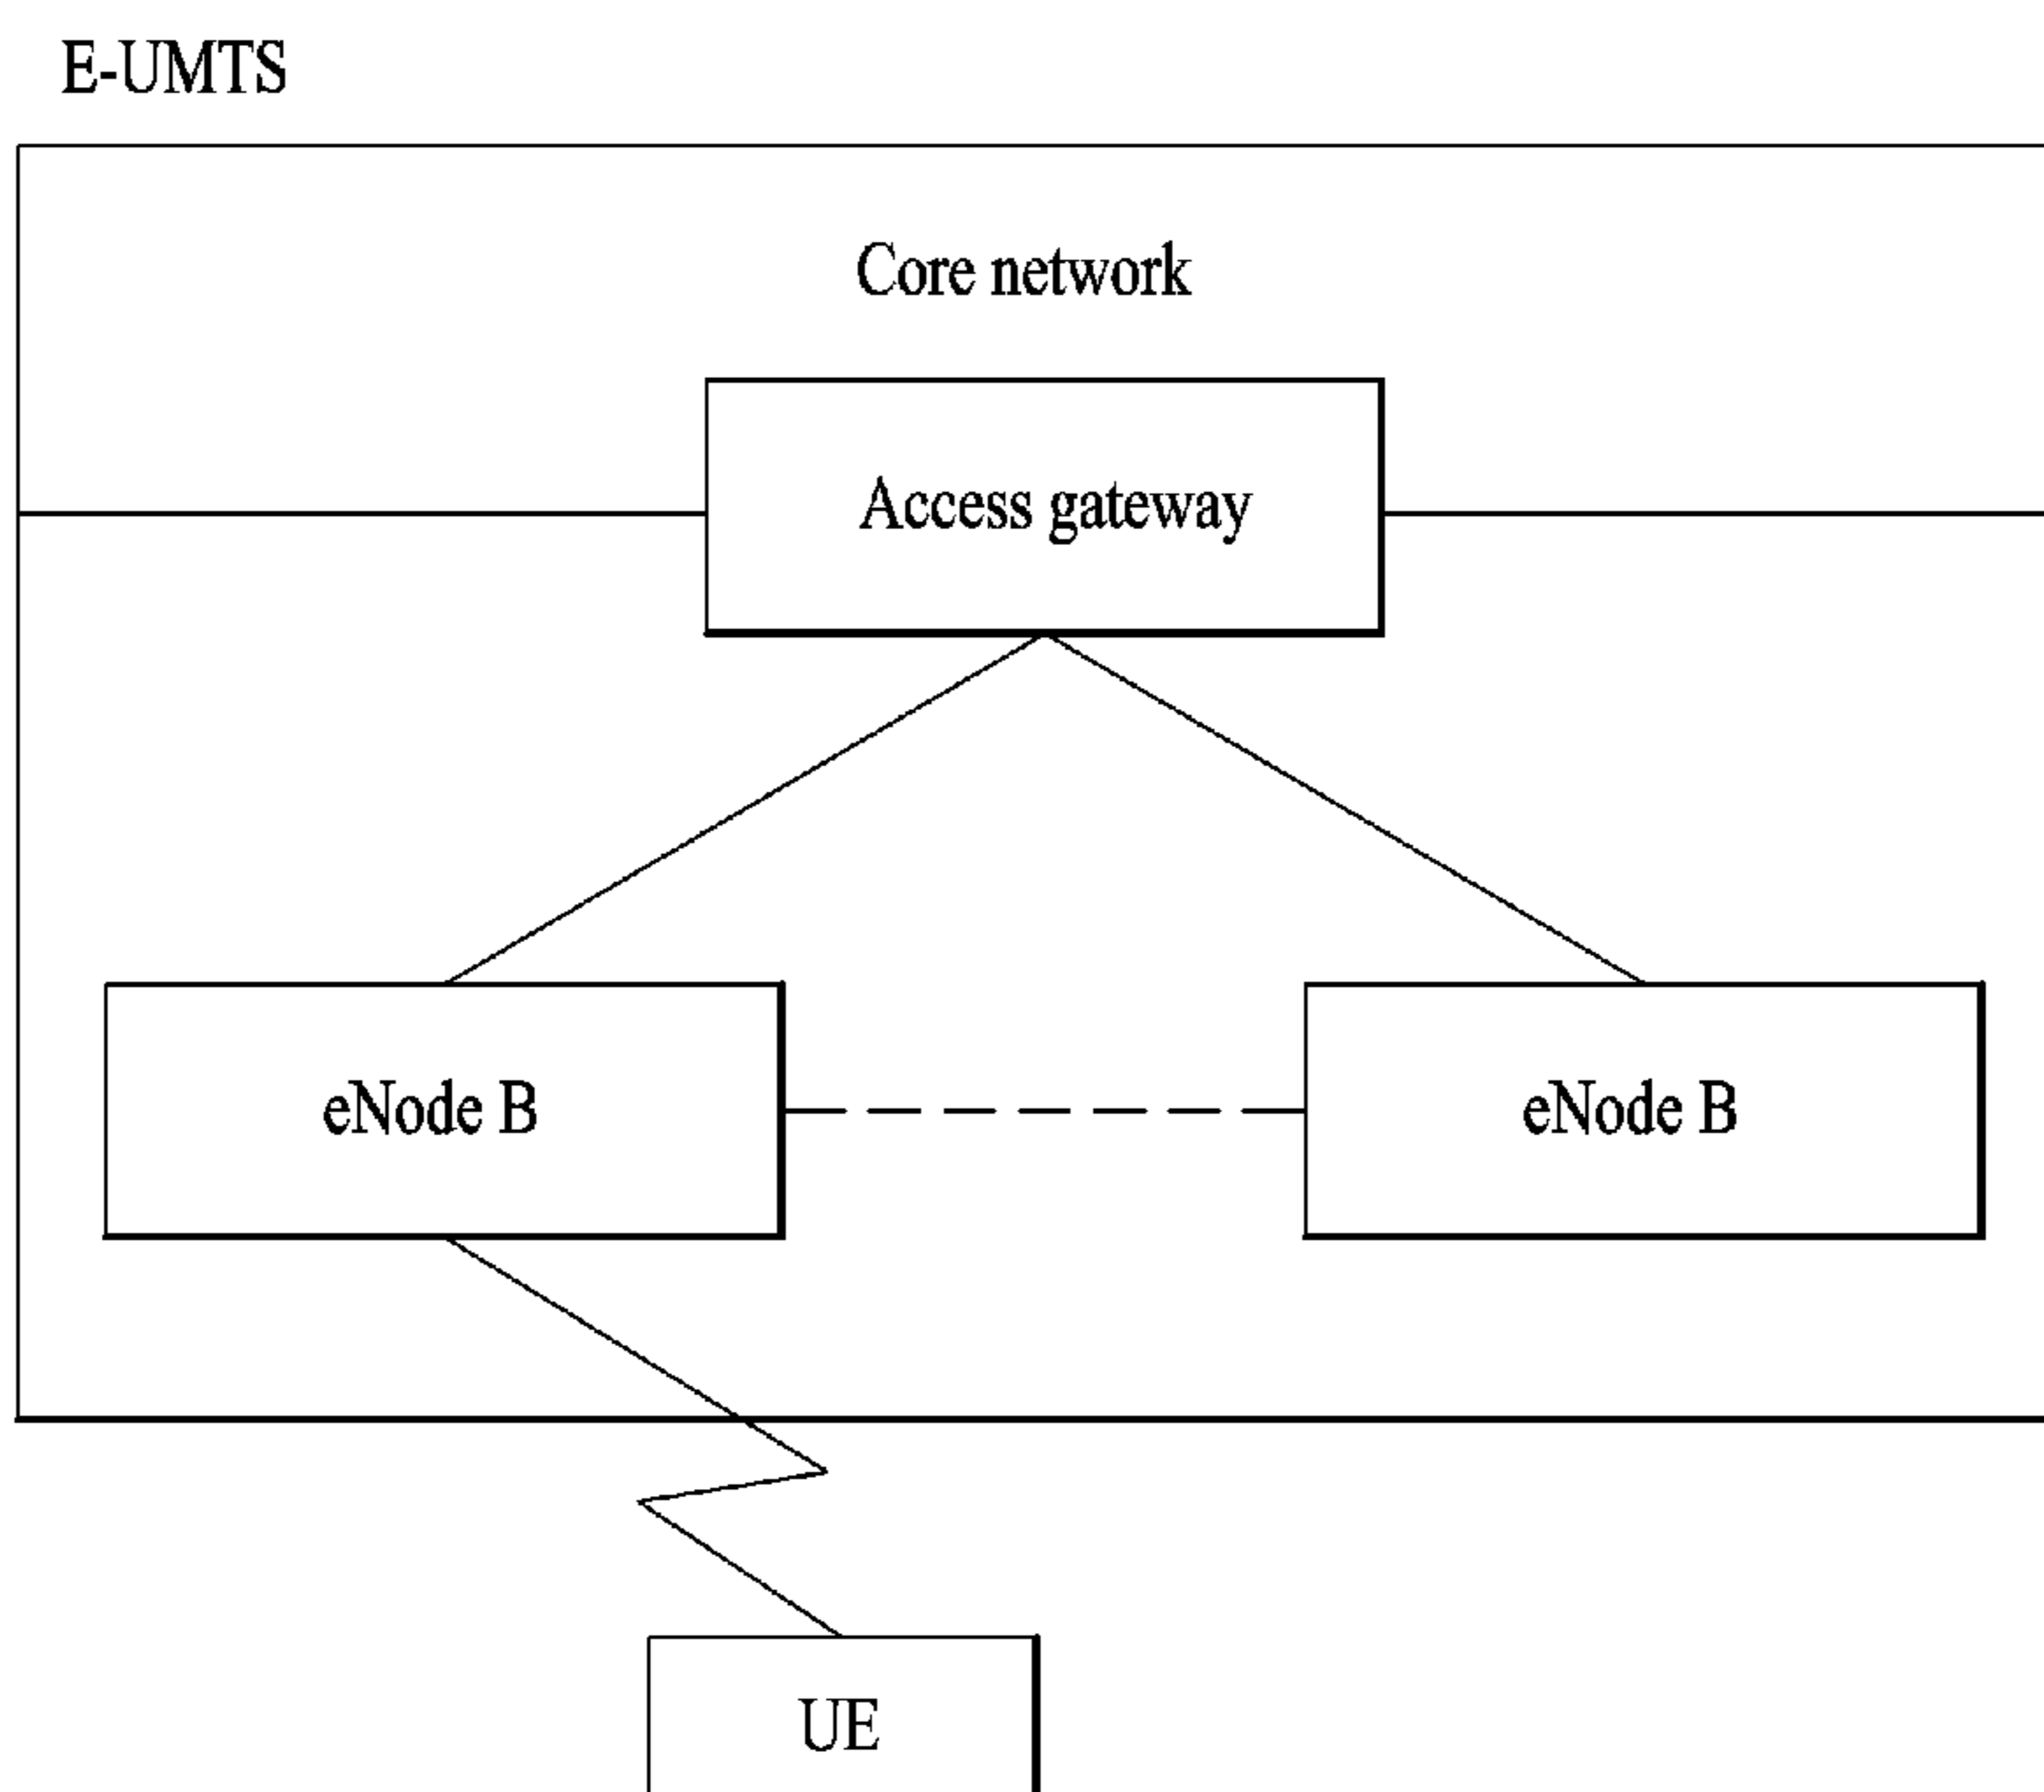 E-UMTS
Core network
Access gateway
eNode B
eNode B
UE